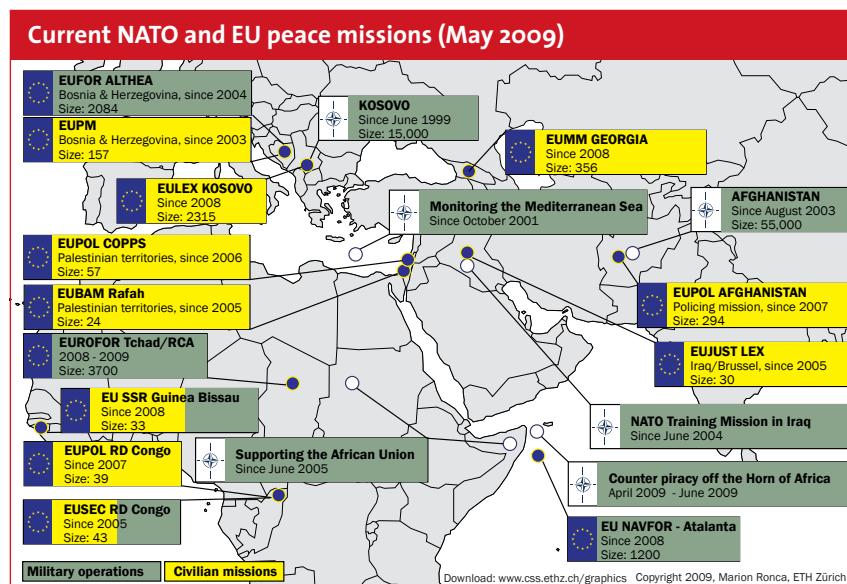 Current NATO and EU peace missions (May 2009)
EUFOR ALTHEA
Bosnia & Herzegovina, since 2004
Size: 2084
EUPM
Bosnia & Herzegovina, since 2003
Size: 157
KOSOVO
Since June 1999
Size: 15,000
EUMM GEORGIA
Since 2008
Size: 356
EULEX KOSOVO
Since 2008
Size: 2315
Monitoring the Mediterranean Sea
Since October 2001
AFGHANISTAN
Since August 2003
Size: 55,000
EUPOL COPPS
Palestinian territories, since 2006
Size: 57
EUBAM Rafah
Palestinian territories, since 2005
Size: 24
EUPOL AFGHANISTAN
Policing mission, since 2007
Size: 294
EUROFOR Tchad/RCA
2008 - 2009
Size: 3700
EUJUST LEX
Iraq/Brussel, since 2005
Size: 30
EU SSR Guinea Bissau
Since 2008
Size: 33
NATO Training Mission in Iraq
Since June 2004
EUPOL RD Congo
Since 2007
Size: 39
Supporting the African Union
Since June 2005
Counter piracy off the Horn of Africa
April 2009 - June 2009
EUSEC RD Congo
Since 2005
Size: 43
EU NAVFOR - Atalanta
Since 2008
Size: 1200
Military operations
Civilian missions
Download: www.css.ethz.ch/graphics Copyright 2009, Marion Ronca, ETH Zürich